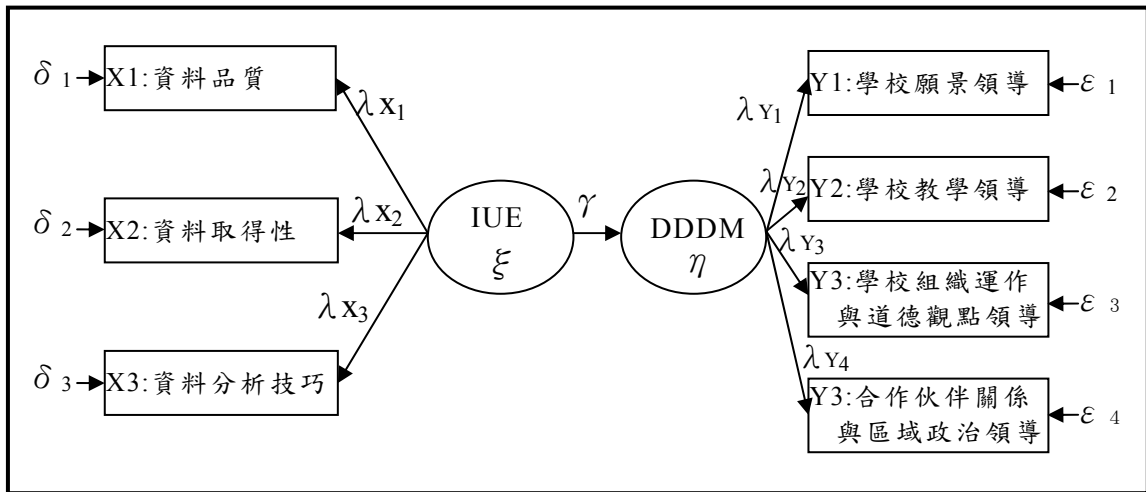 δ 1
X1:資料品質
λ x1
δ 2
X2:資料取得性
λ x2
δ 3
X3:資料分析技巧
λ x3
IUE
ξ
γ
DDDM
η
λ Y1
Y1:學校願景領導
ε 1
λ Y2
Y2:學校教學領導
ε 2
λ Y3
Y3:學校組織運作
與道德觀點領導
ε 3
λ Y4
Y3:合作伙伴關係
與區域政治領導
ε 4